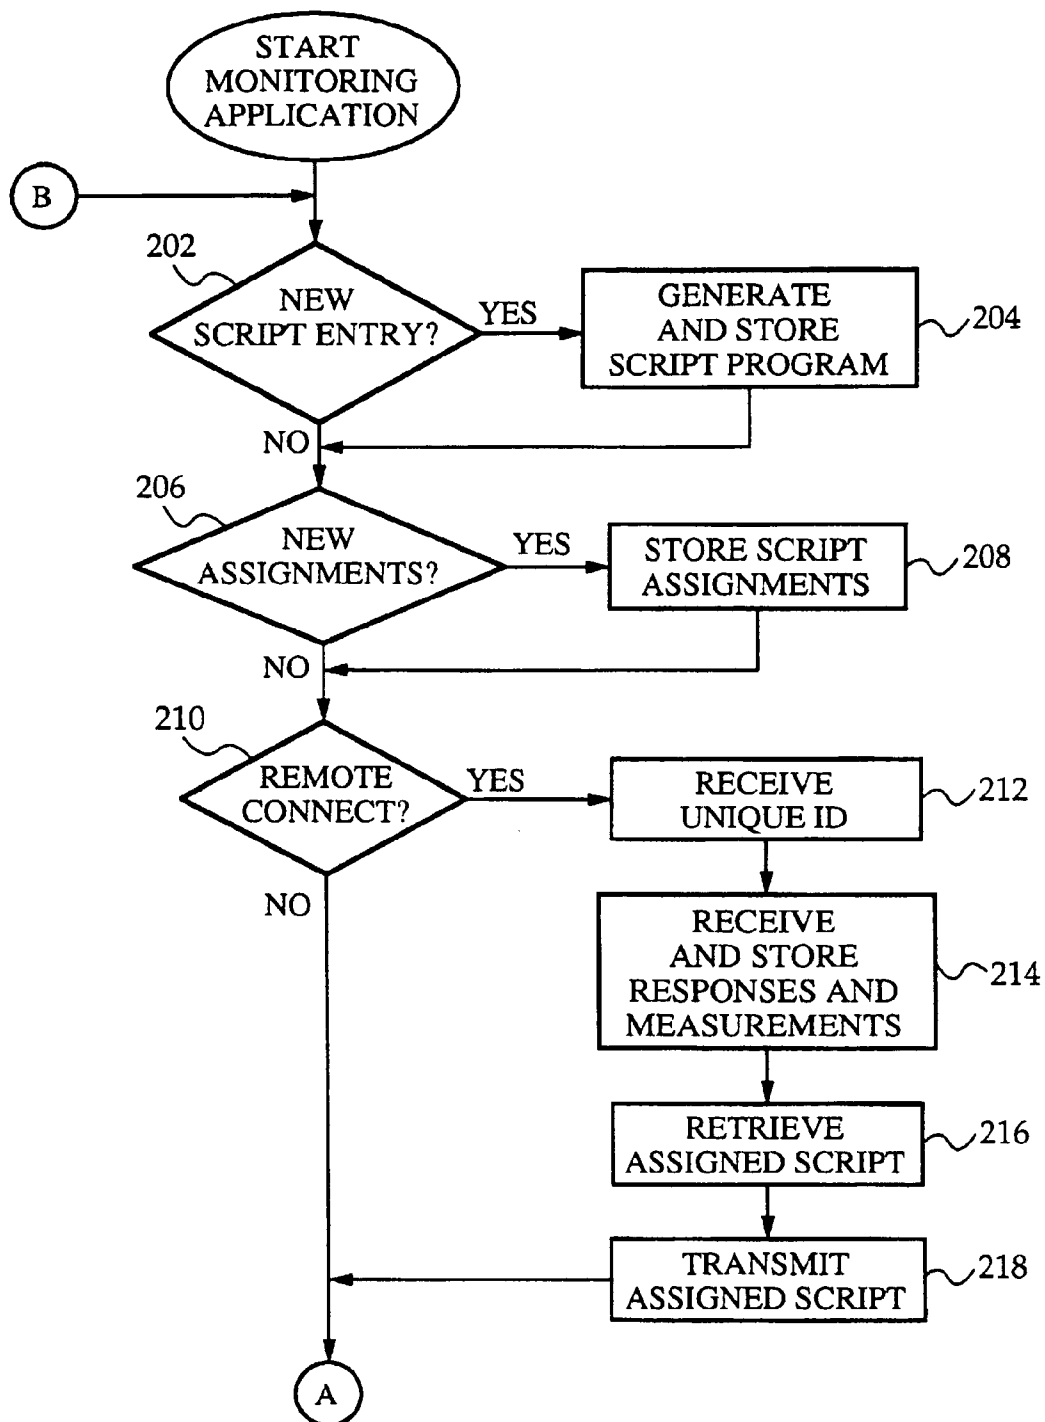 START
MONITORING
APPLICATION
B
202
NEW
SCRIPT ENTRY?
YES
GENERATE
AND STORE
SCRIPT PROGRAM
204
NO
206
NEW
ASSIGNMENTS?
YES
STORE SCRIPT
ASSIGNMENTS
208
NO
210
REMOTE
CONNECT?
YES
RECEIVE
UNIQUE ID
212
NO
RECEIVE
AND STORE
RESPONSES AND
MEASUREMENTS
214
RETRIEVE
ASSIGNED SCRIPT
216
TRANSMIT
ASSIGNED SCRIPT
218
A